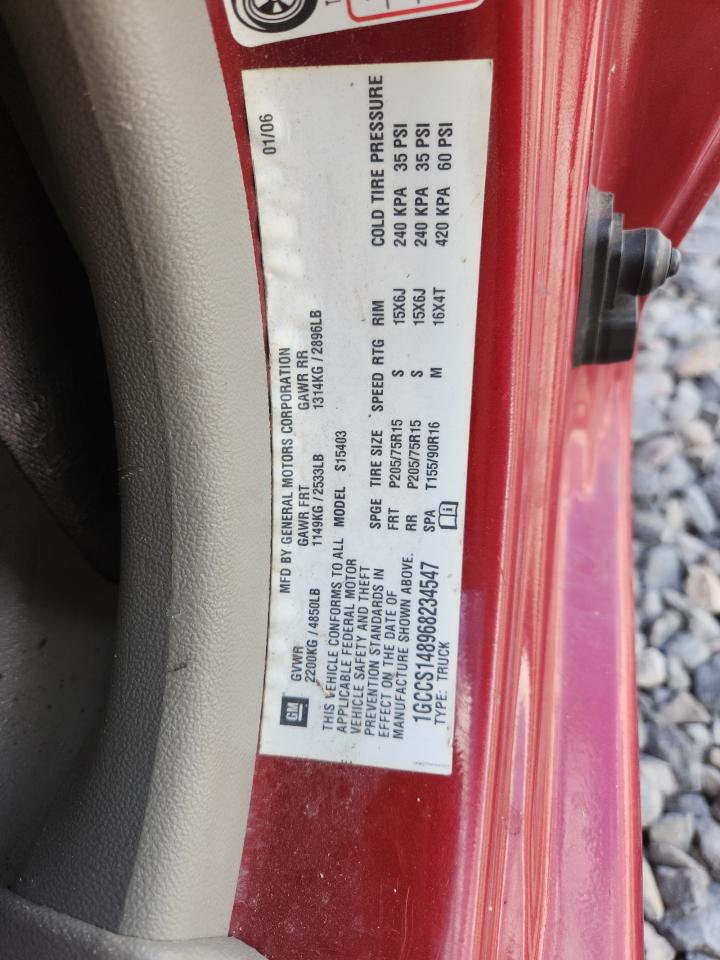 MFD BY GENERAL MOTORS CORPORATION 01/06
GM
GVWR GAWR FRT GAWR RR
2200KG / 4850LB 1149KG / 2533LB 1314KG / 2896LB
THIS VEHICLE CONFORMS TO ALL
APPLICABLE FEDERAL MOTOR
VEHICLE SAFETY AND THEFT
PREVENTION STANDARDS IN
EFFECT ON THE DATE OF
MANUFACTURE SHOWN ABOVE.
1GCCS148968234547
TYPE: TRUCK
MODEL S15403
SPGE TIRE SIZE SPEED RTG RIM COLD TIRE PRESSURE
FRT P205/75R15 S 15X6J 240 KPA 35 PSI
RR P205/75R15 S 15X6J 240 KPA 35 PSI
SPA T155/90R16 M 16X4T 420 KPA 60 PSI